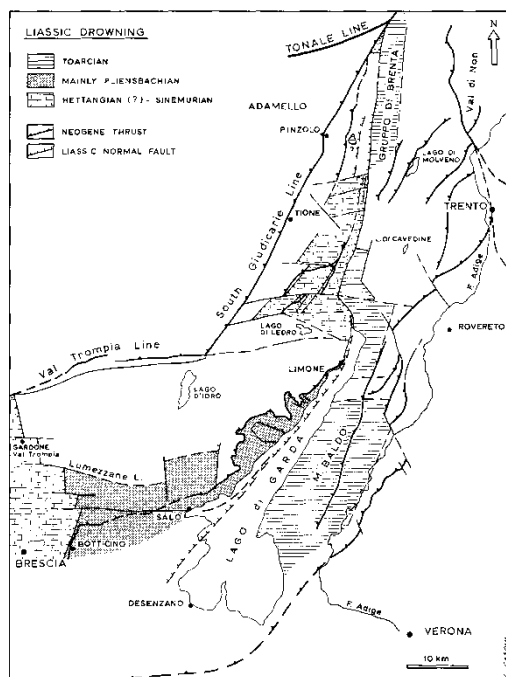 LIASSIC DROWNING
TOARCIAN
MAINLY PLIENSBACHIAN
HETTANGIAN (?) - SINEMURIAN
NEOGENE THRUST
LIASSIC NORMAL FAULT
TONALE LINE
N
Val di Non
ADAMELLO
PINZOLO
GRUPPO DI BRENTA
?
LAGO DI
MOLVENO
TRENTO
South Giudicarie Line
TIONE
L. DI CAVEDINE
F. Adige
ROVERETO
LAGO DI LEDRO
Val Trompia Line
LIMONE
LAGO
D'IDRO
GARDONE
Val Trompia
Lumezzane L.
LAGO di GARDA
M. BALDO
SALO
BRESCIA
BOTTICINO
DESENZANO
F. Adige
VERONA
10 km